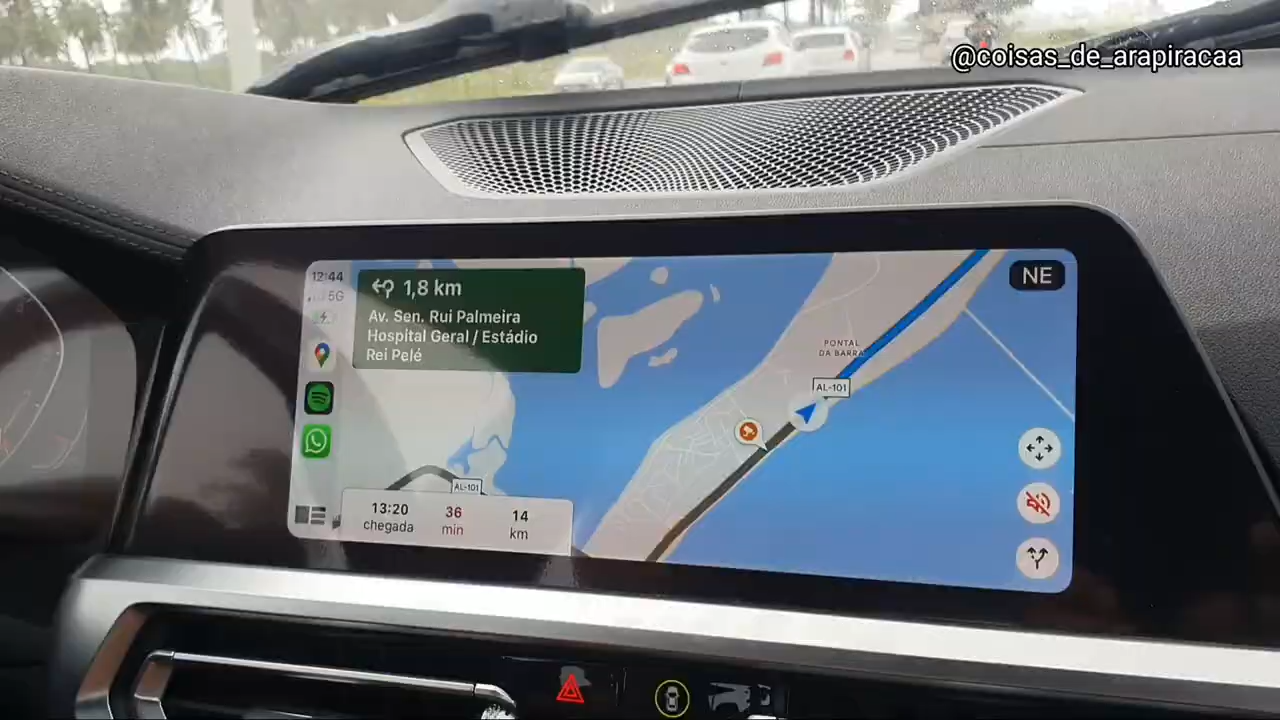 @coisas_de_arapiracaa
12:44
5G
1,8 km
Av. Sen. Rui Palmeira
Hospital Geral / Estádio
Rei Pelé
NE
PONTAL
DA BARRA
AL-101
AL-101
13:20 36 14
chegada min km